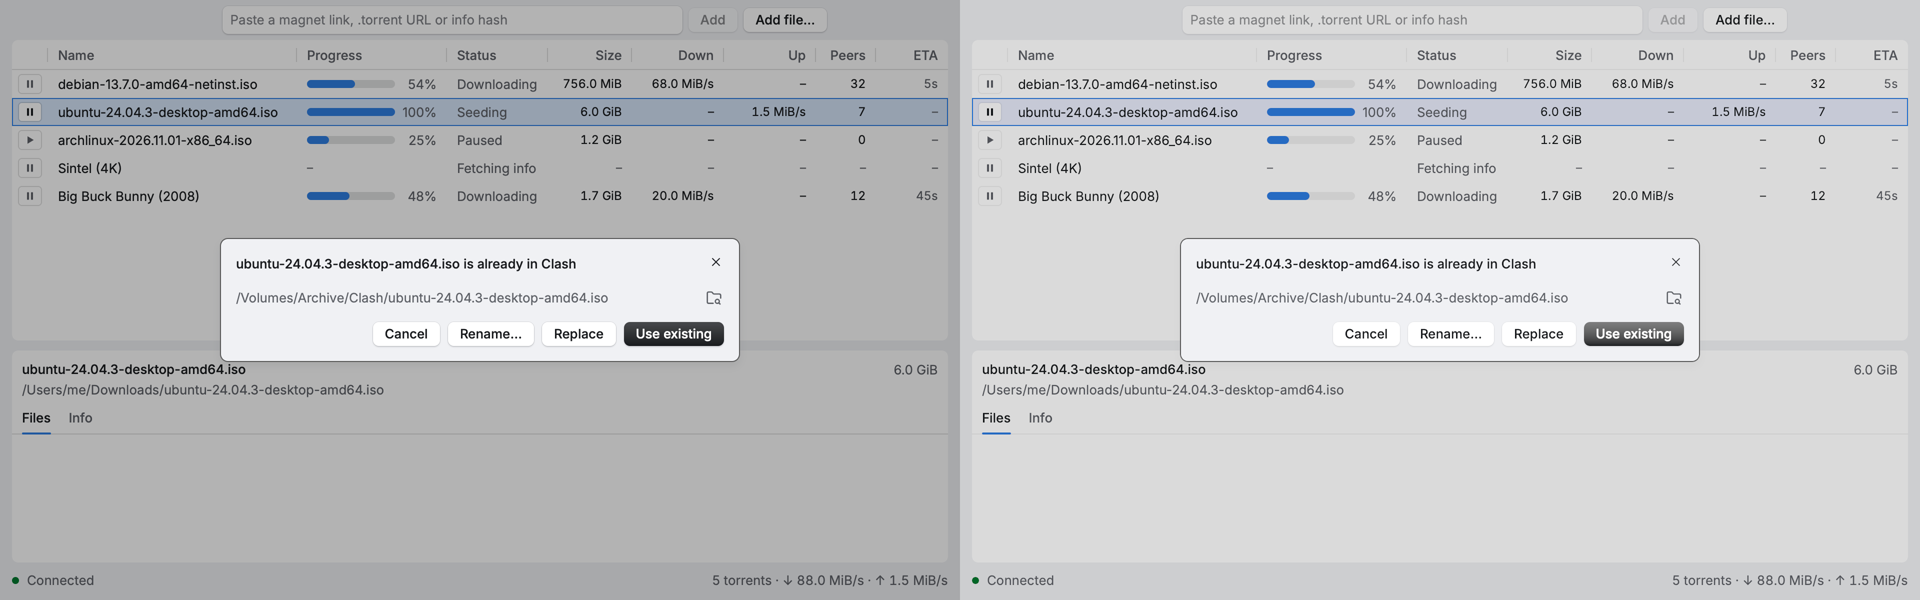 Paste a magnet link, .torrent URL or info hash Add Add file...
Name Progress Status Size Down Up Peers ETA
debian-13.7.0-amd64-netinst.iso 54% Downloading 756.0 MiB 68.0 MiB/s – 32 5s
ubuntu-24.04.3-desktop-amd64.iso 100% Seeding 6.0 GiB – 1.5 MiB/s 7 –
archlinux-2026.11.01-x86_64.iso 25% Paused 1.2 GiB – – 0 –
Sintel (4K) – Fetching info – – – – –
Big Buck Bunny (2008) 48% Downloading 1.7 GiB 20.0 MiB/s – 12 45s
ubuntu-24.04.3-desktop-amd64.iso is already in Clash
/Volumes/Archive/Clash/ubuntu-24.04.3-desktop-amd64.iso
Cancel Rename... Replace Use existing
ubuntu-24.04.3-desktop-amd64.iso 6.0 GiB
/Users/me/Downloads/ubuntu-24.04.3-desktop-amd64.iso
Files Info
Connected 5 torrents · ↓ 88.0 MiB/s · ↑ 1.5 MiB/s
Paste a magnet link, .torrent URL or info hash Add Add file...
Name Progress Status Size Down Up Peers ETA
debian-13.7.0-amd64-netinst.iso 54% Downloading 756.0 MiB 68.0 MiB/s – 32 5s
ubuntu-24.04.3-desktop-amd64.iso 100% Seeding 6.0 GiB – 1.5 MiB/s 7 –
archlinux-2026.11.01-x86_64.iso 25% Paused 1.2 GiB – – 0 –
Sintel (4K) – Fetching info – – – – –
Big Buck Bunny (2008) 48% Downloading 1.7 GiB 20.0 MiB/s – 12 45s
ubuntu-24.04.3-desktop-amd64.iso is already in Clash
/Volumes/Archive/Clash/ubuntu-24.04.3-desktop-amd64.iso
Cancel Rename... Replace Use existing
ubuntu-24.04.3-desktop-amd64.iso 6.0 GiB
/Users/me/Downloads/ubuntu-24.04.3-desktop-amd64.iso
Files Info
Connected 5 torrents · ↓ 88.0 MiB/s · ↑ 1.5 MiB/s